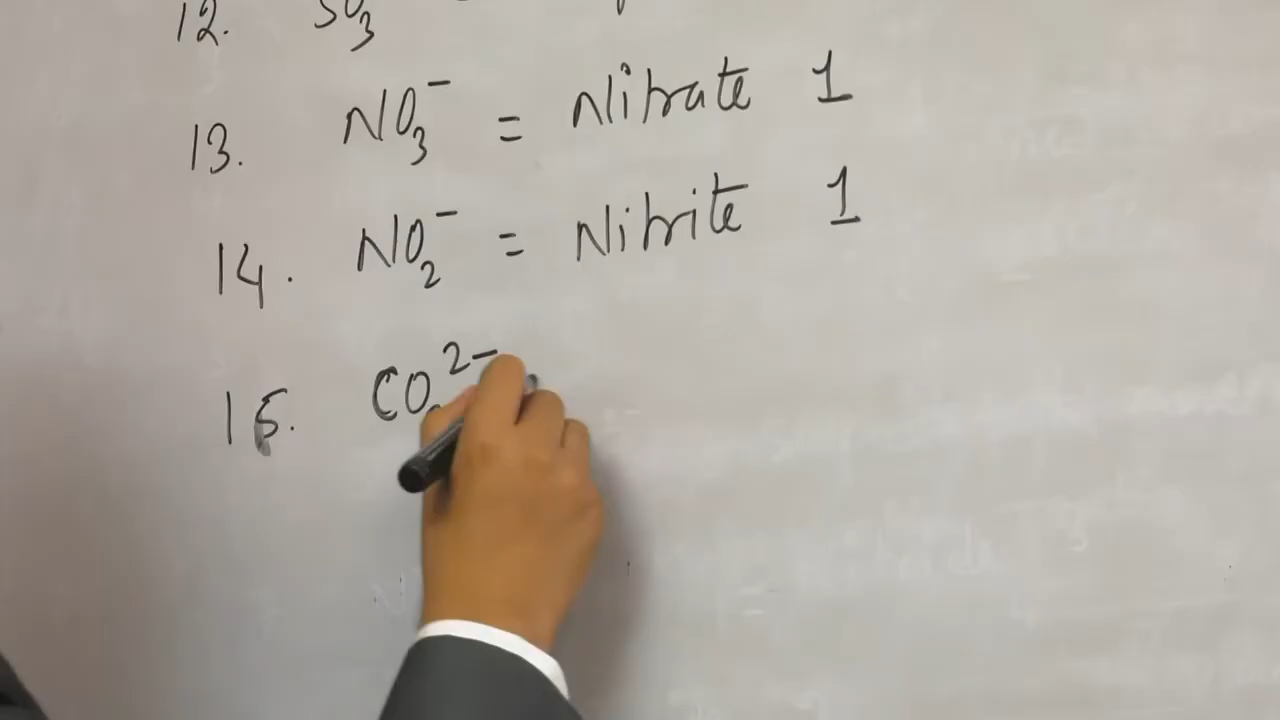 12. SO3
13. NO3⁻ = Nitrate 1
14. NO2⁻ = Nitrite 1
15. CO²⁻